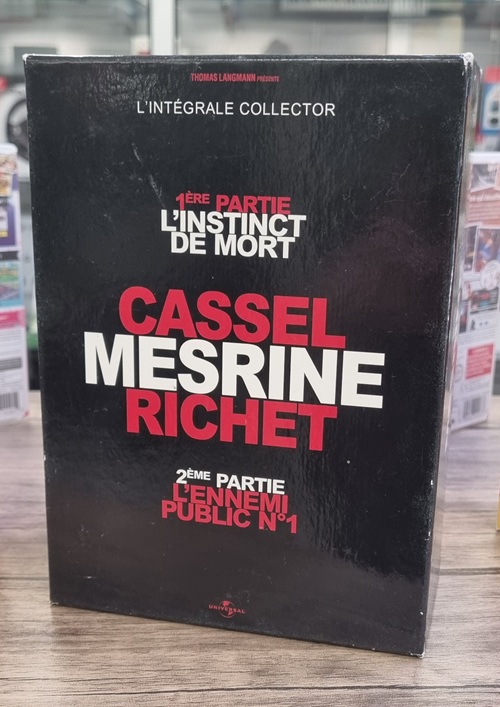 THOMAS LANGMANN PRÉSENTE
L'INTÉGRALE COLLECTOR
1ÈRE PARTIE
L'INSTINCT
DE MORT
CASSEL
MESRINE
RICHET
2ÈME PARTIE
L'ENNEMI
PUBLIC N°1
UNIVERSAL